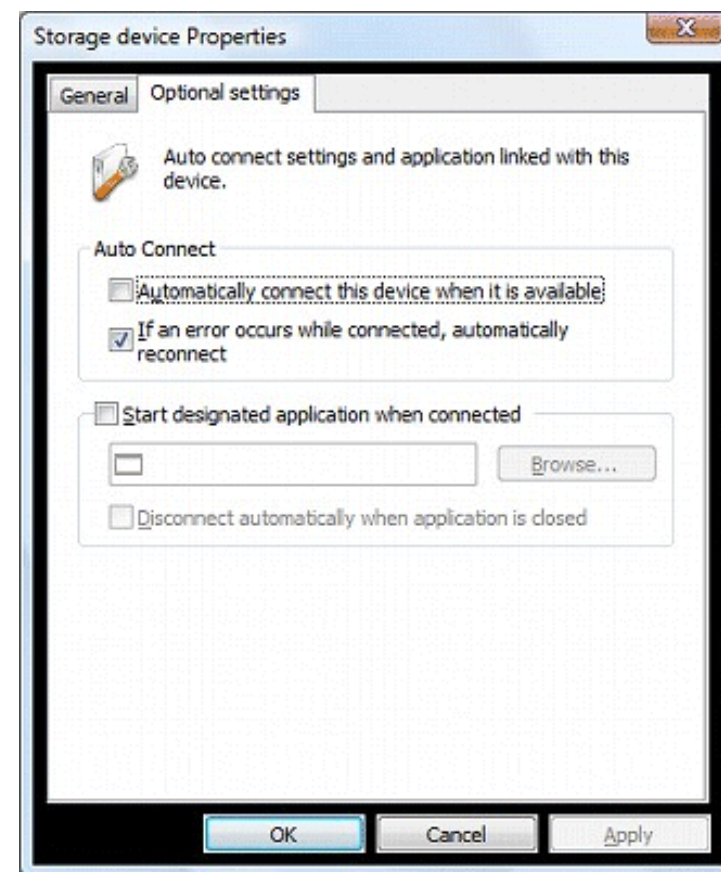 Storage device Properties
General
Optional settings
Auto connect settings and application linked with this
device.
Auto Connect
Automatically connect this device when it is available
If an error occurs while connected, automatically
reconnect
Start designated application when connected
Browse...
Disconnect automatically when application is closed
OK
Cancel
Apply